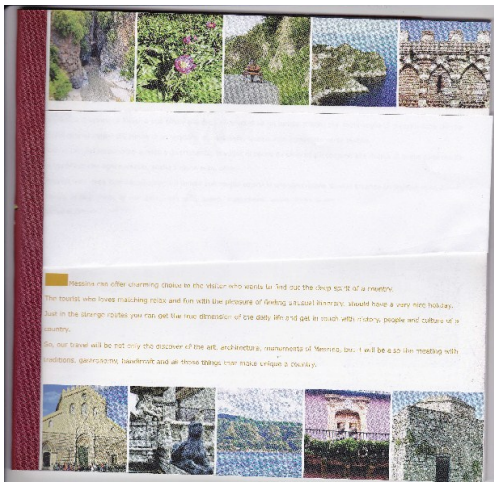 Messina can offer charming choice to the visitor who wants to find out the deep spirit of a country.
The tourist who loves matching relax and fun with the pleasure of finding unusual itinerary, should have a very nice holiday.
Just in the strange routes you can get the true dimension of the daily life and get in touch with history, people and culture of a
country.
So, our travel will be not only the discover of the art, architecture, monuments of Messina, but it will be also the meeting with
traditions, gastronomy, handicraft and all those things that make unique a country.